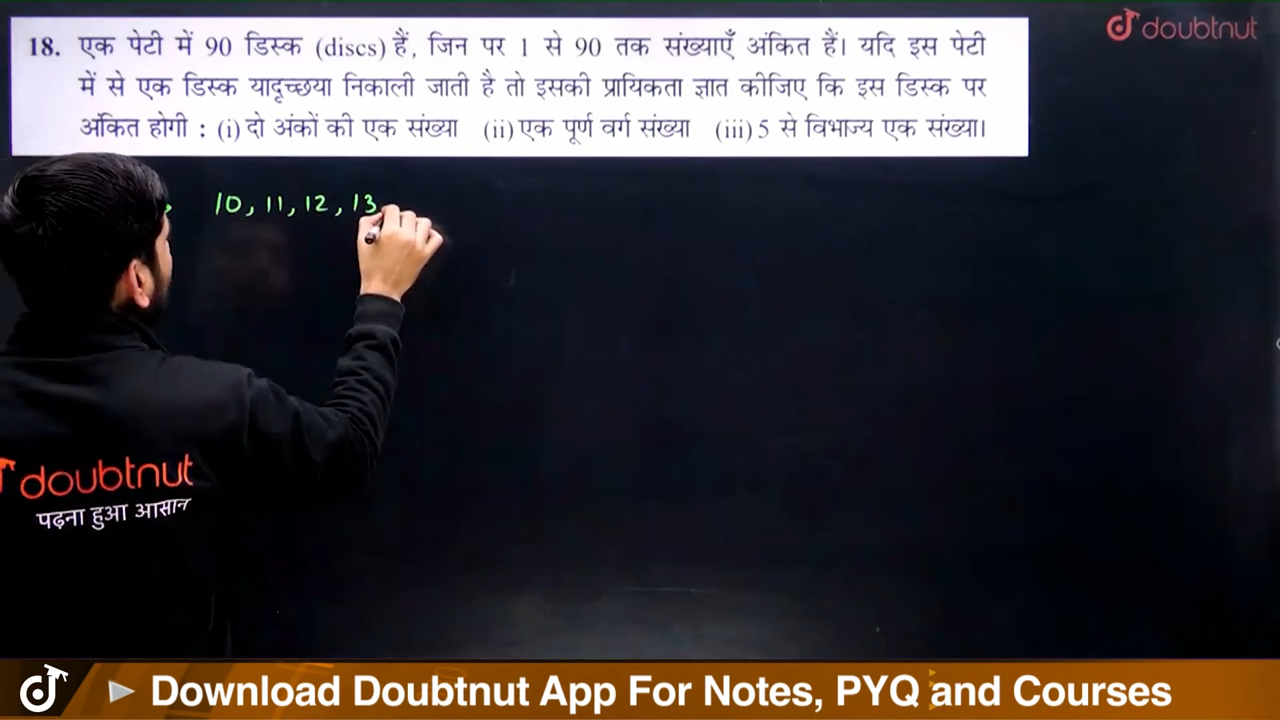 doubtnut
18. एक पेटी में 90 डिस्क (discs) हैं, जिन पर 1 से 90 तक संख्याएँ अंकित हैं। यदि इस पेटी
में से एक डिस्क यादृच्छया निकाली जाती है तो इसकी प्रायिकता ज्ञात कीजिए कि इस डिस्क पर
अंकित होगी : (i) दो अंकों की एक संख्या (ii) एक पूर्ण वर्ग संख्या (iii) 5 से विभाज्य एक संख्या।
10, 11, 12, 13
doubtnut
पढ़ना हुआ आसान
Download Doubtnut App For Notes, PYQ and Courses